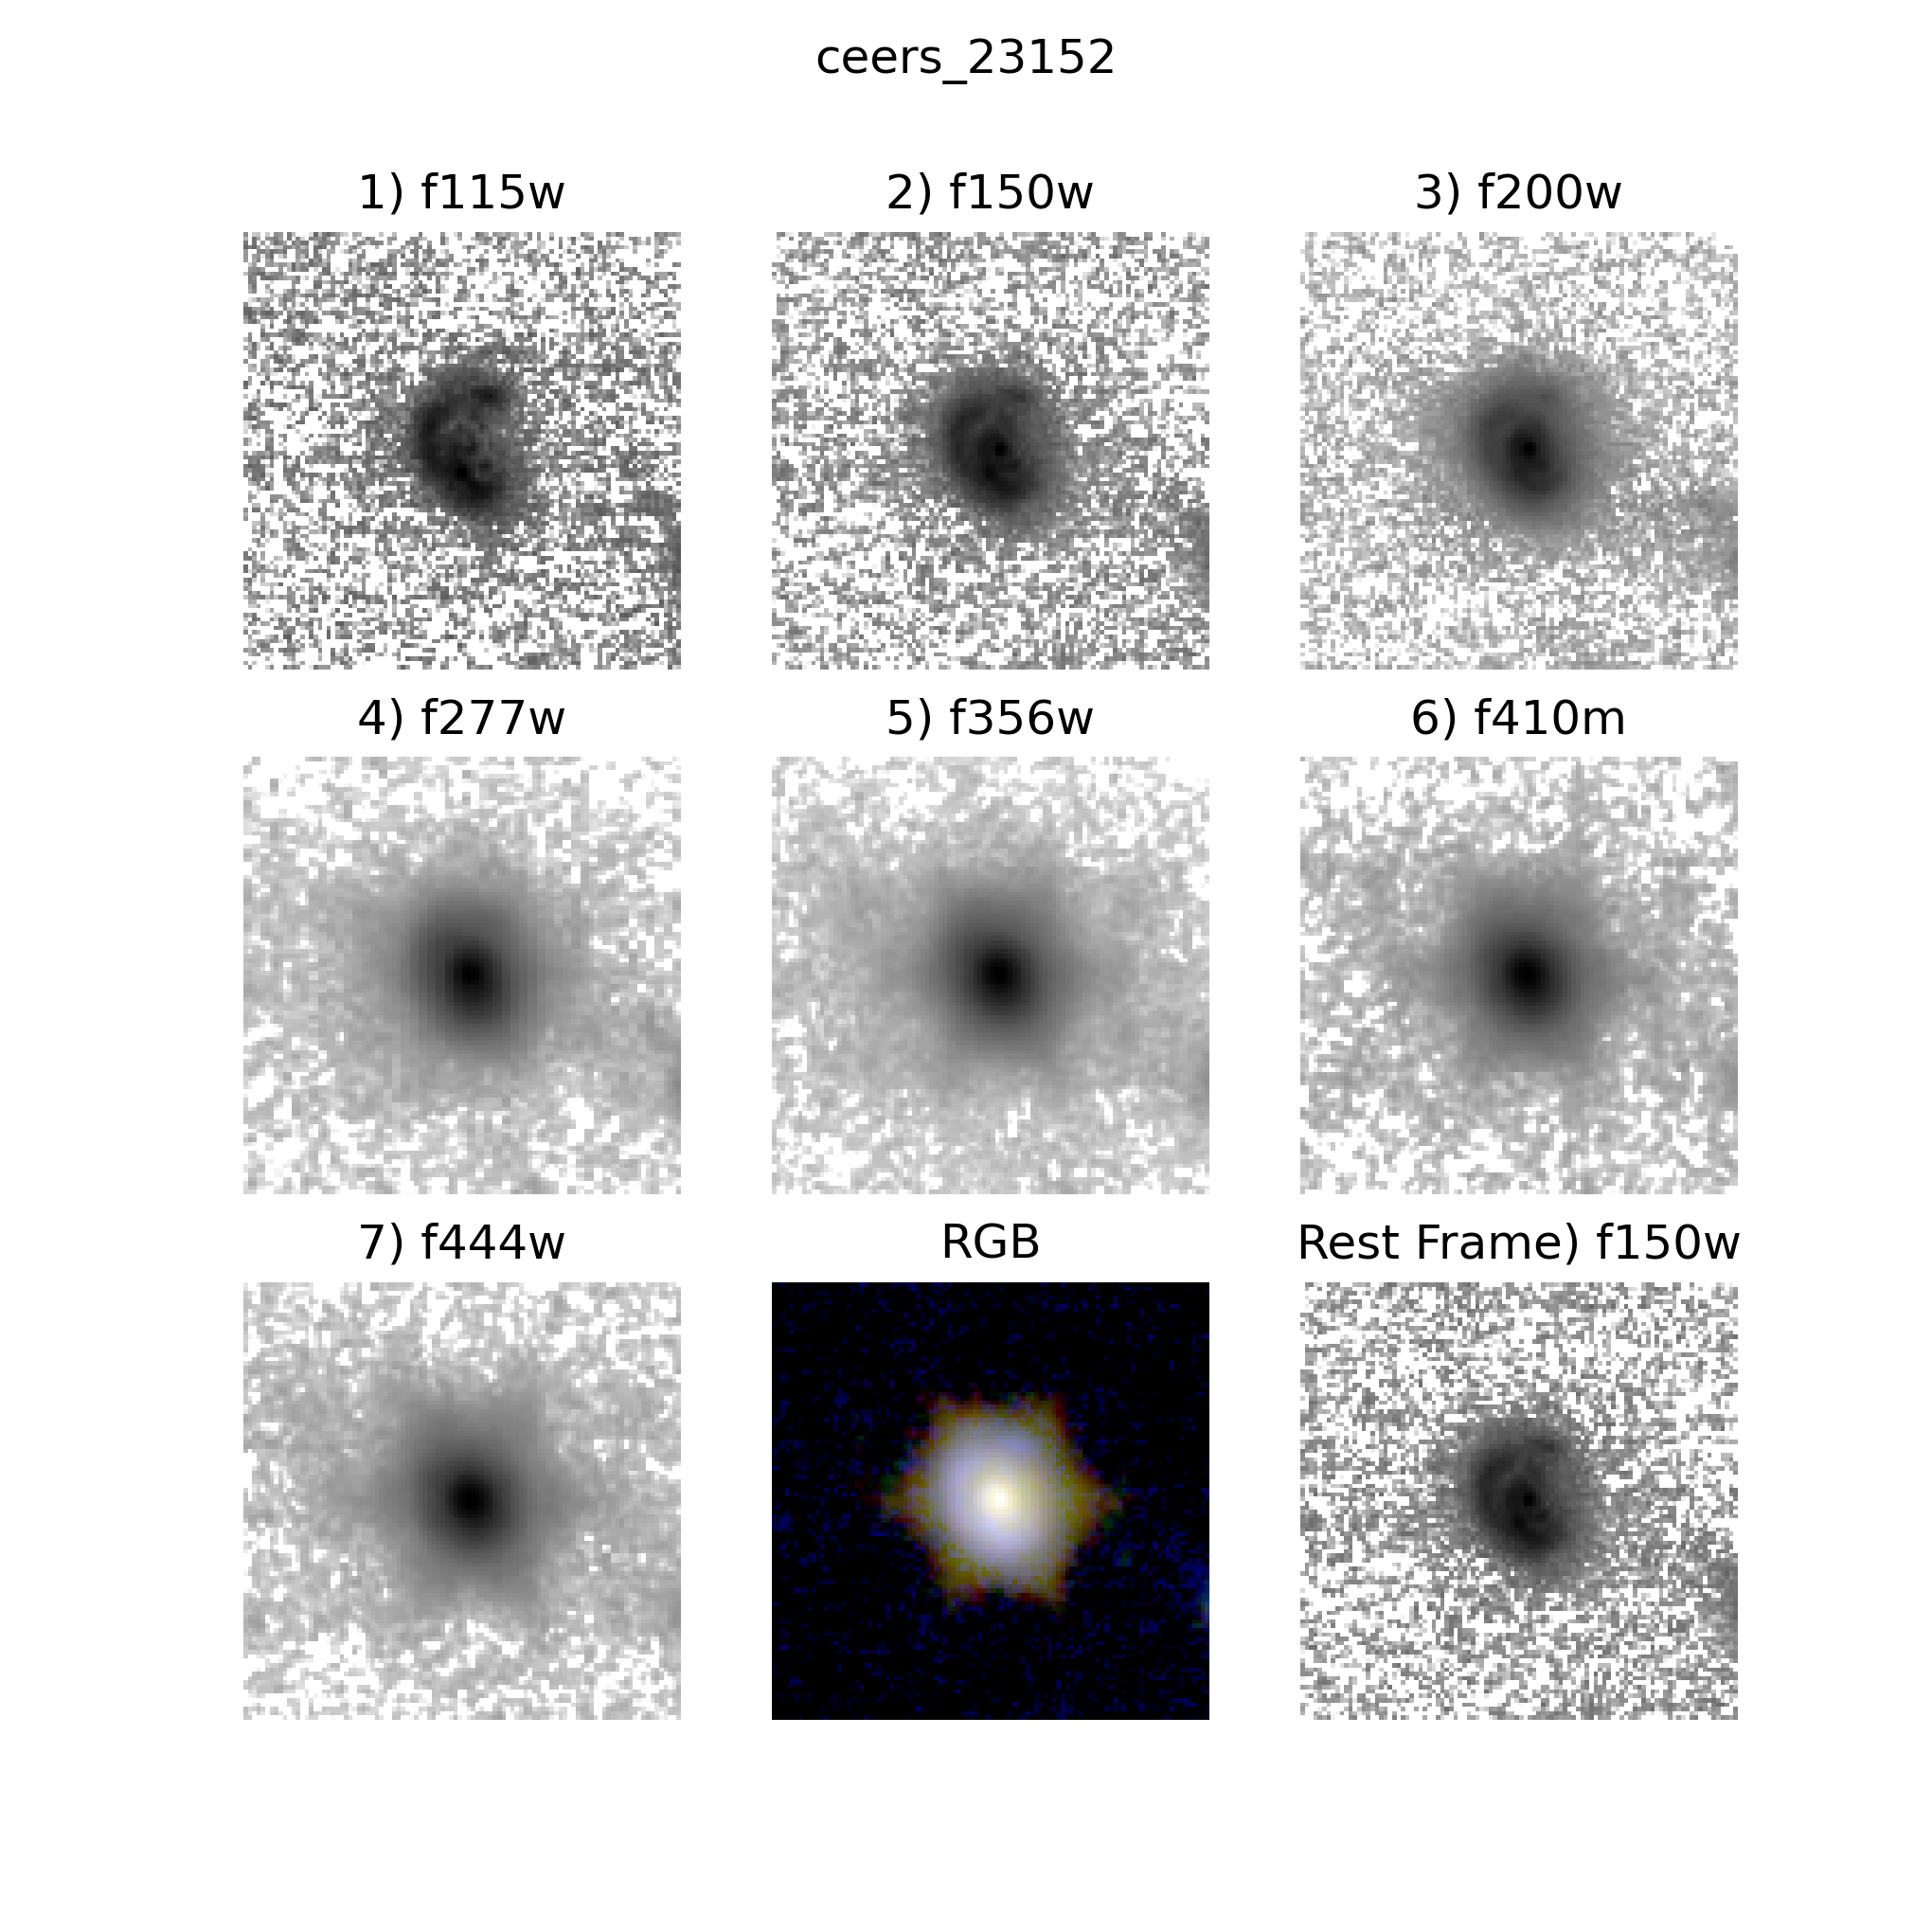 ceers_23152
1) f115w
2) f150w
3) f200w
4) f277w
5) f356w
6) f410m
7) f444w
RGB
Rest Frame) f150w